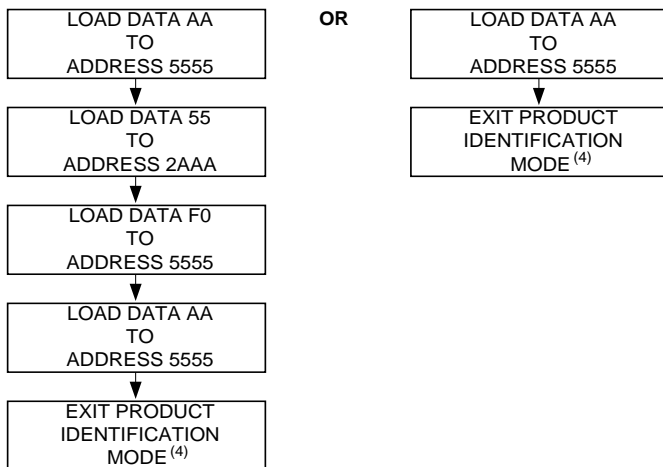 LOAD DATA AA
TO
ADDRESS 5555
LOAD DATA 55
TO
ADDRESS 2AAA
LOAD DATA F0
TO
ADDRESS 5555
LOAD DATA AA
TO
ADDRESS 5555
EXIT PRODUCT
IDENTIFICATION
MODE (4)
OR
LOAD DATA AA
TO
ADDRESS 5555
EXIT PRODUCT
IDENTIFICATION
MODE (4)